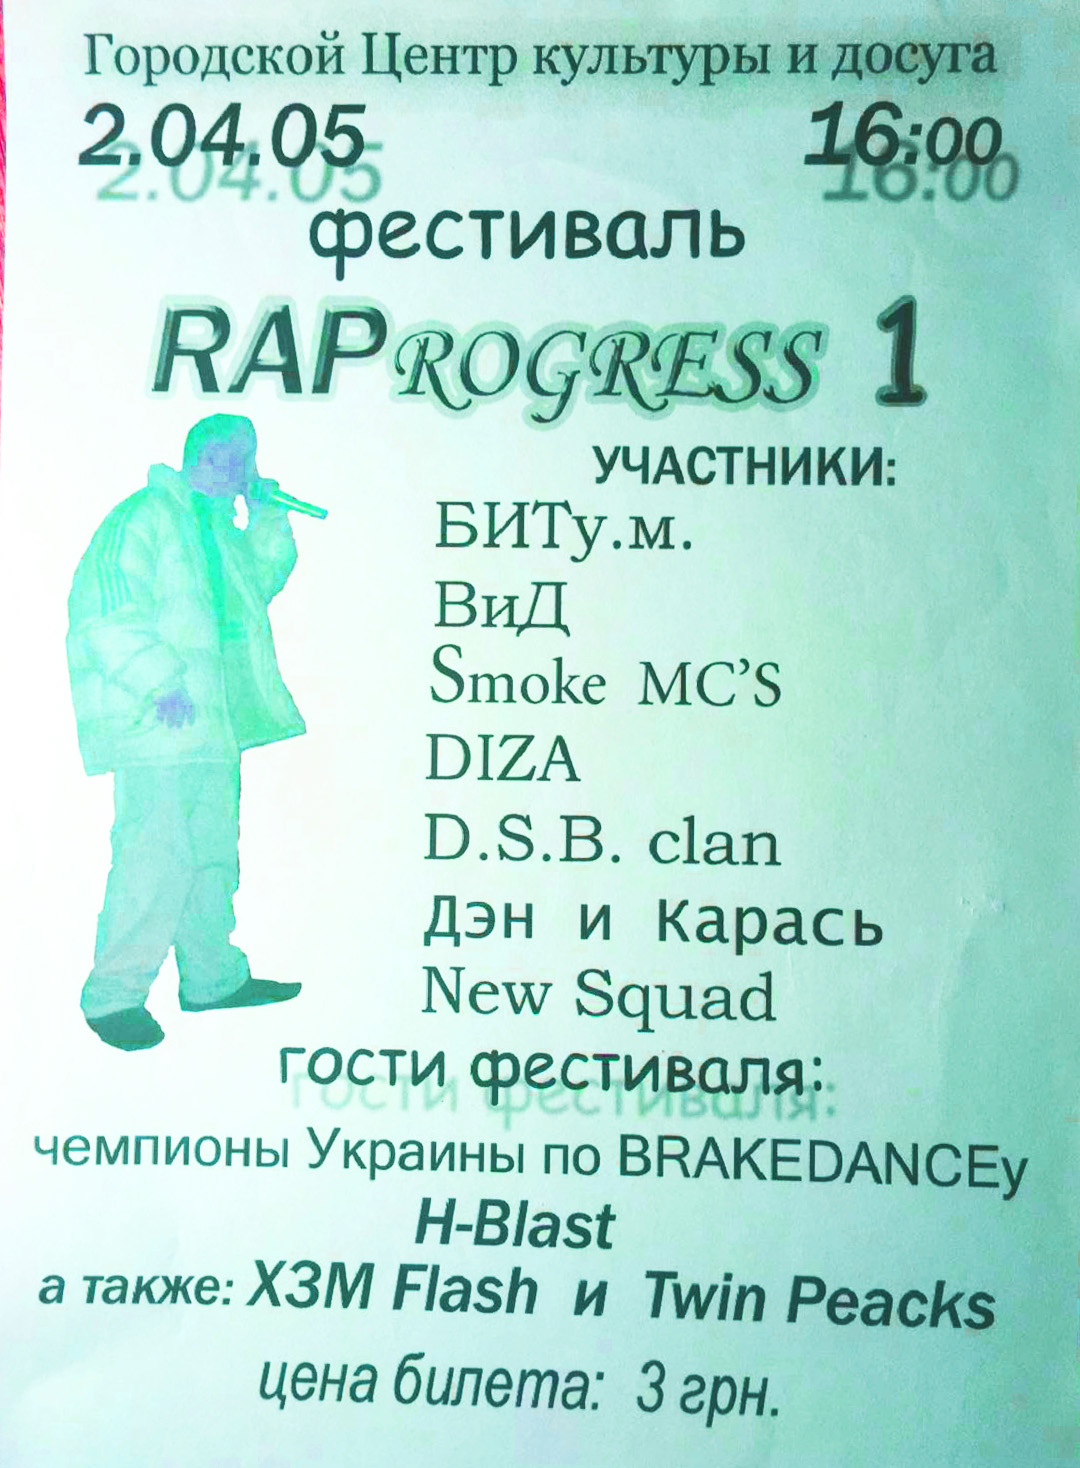 Городской Центр культуры и досуга
2.04.05 16:00
фестиваль
RAPROGRESS 1
УЧАСТНИКИ:
БИТу.м.
ВиД
Smoke MC'S
DIZA
D.S.B. clan
Дэн и Карась
New Squad
гости фестиваля:
чемпионы Украины по BRAKEDANCEу
H-Blast
а также: ХЗМ Flash и Twin Peacks
цена билета: 3 грн.